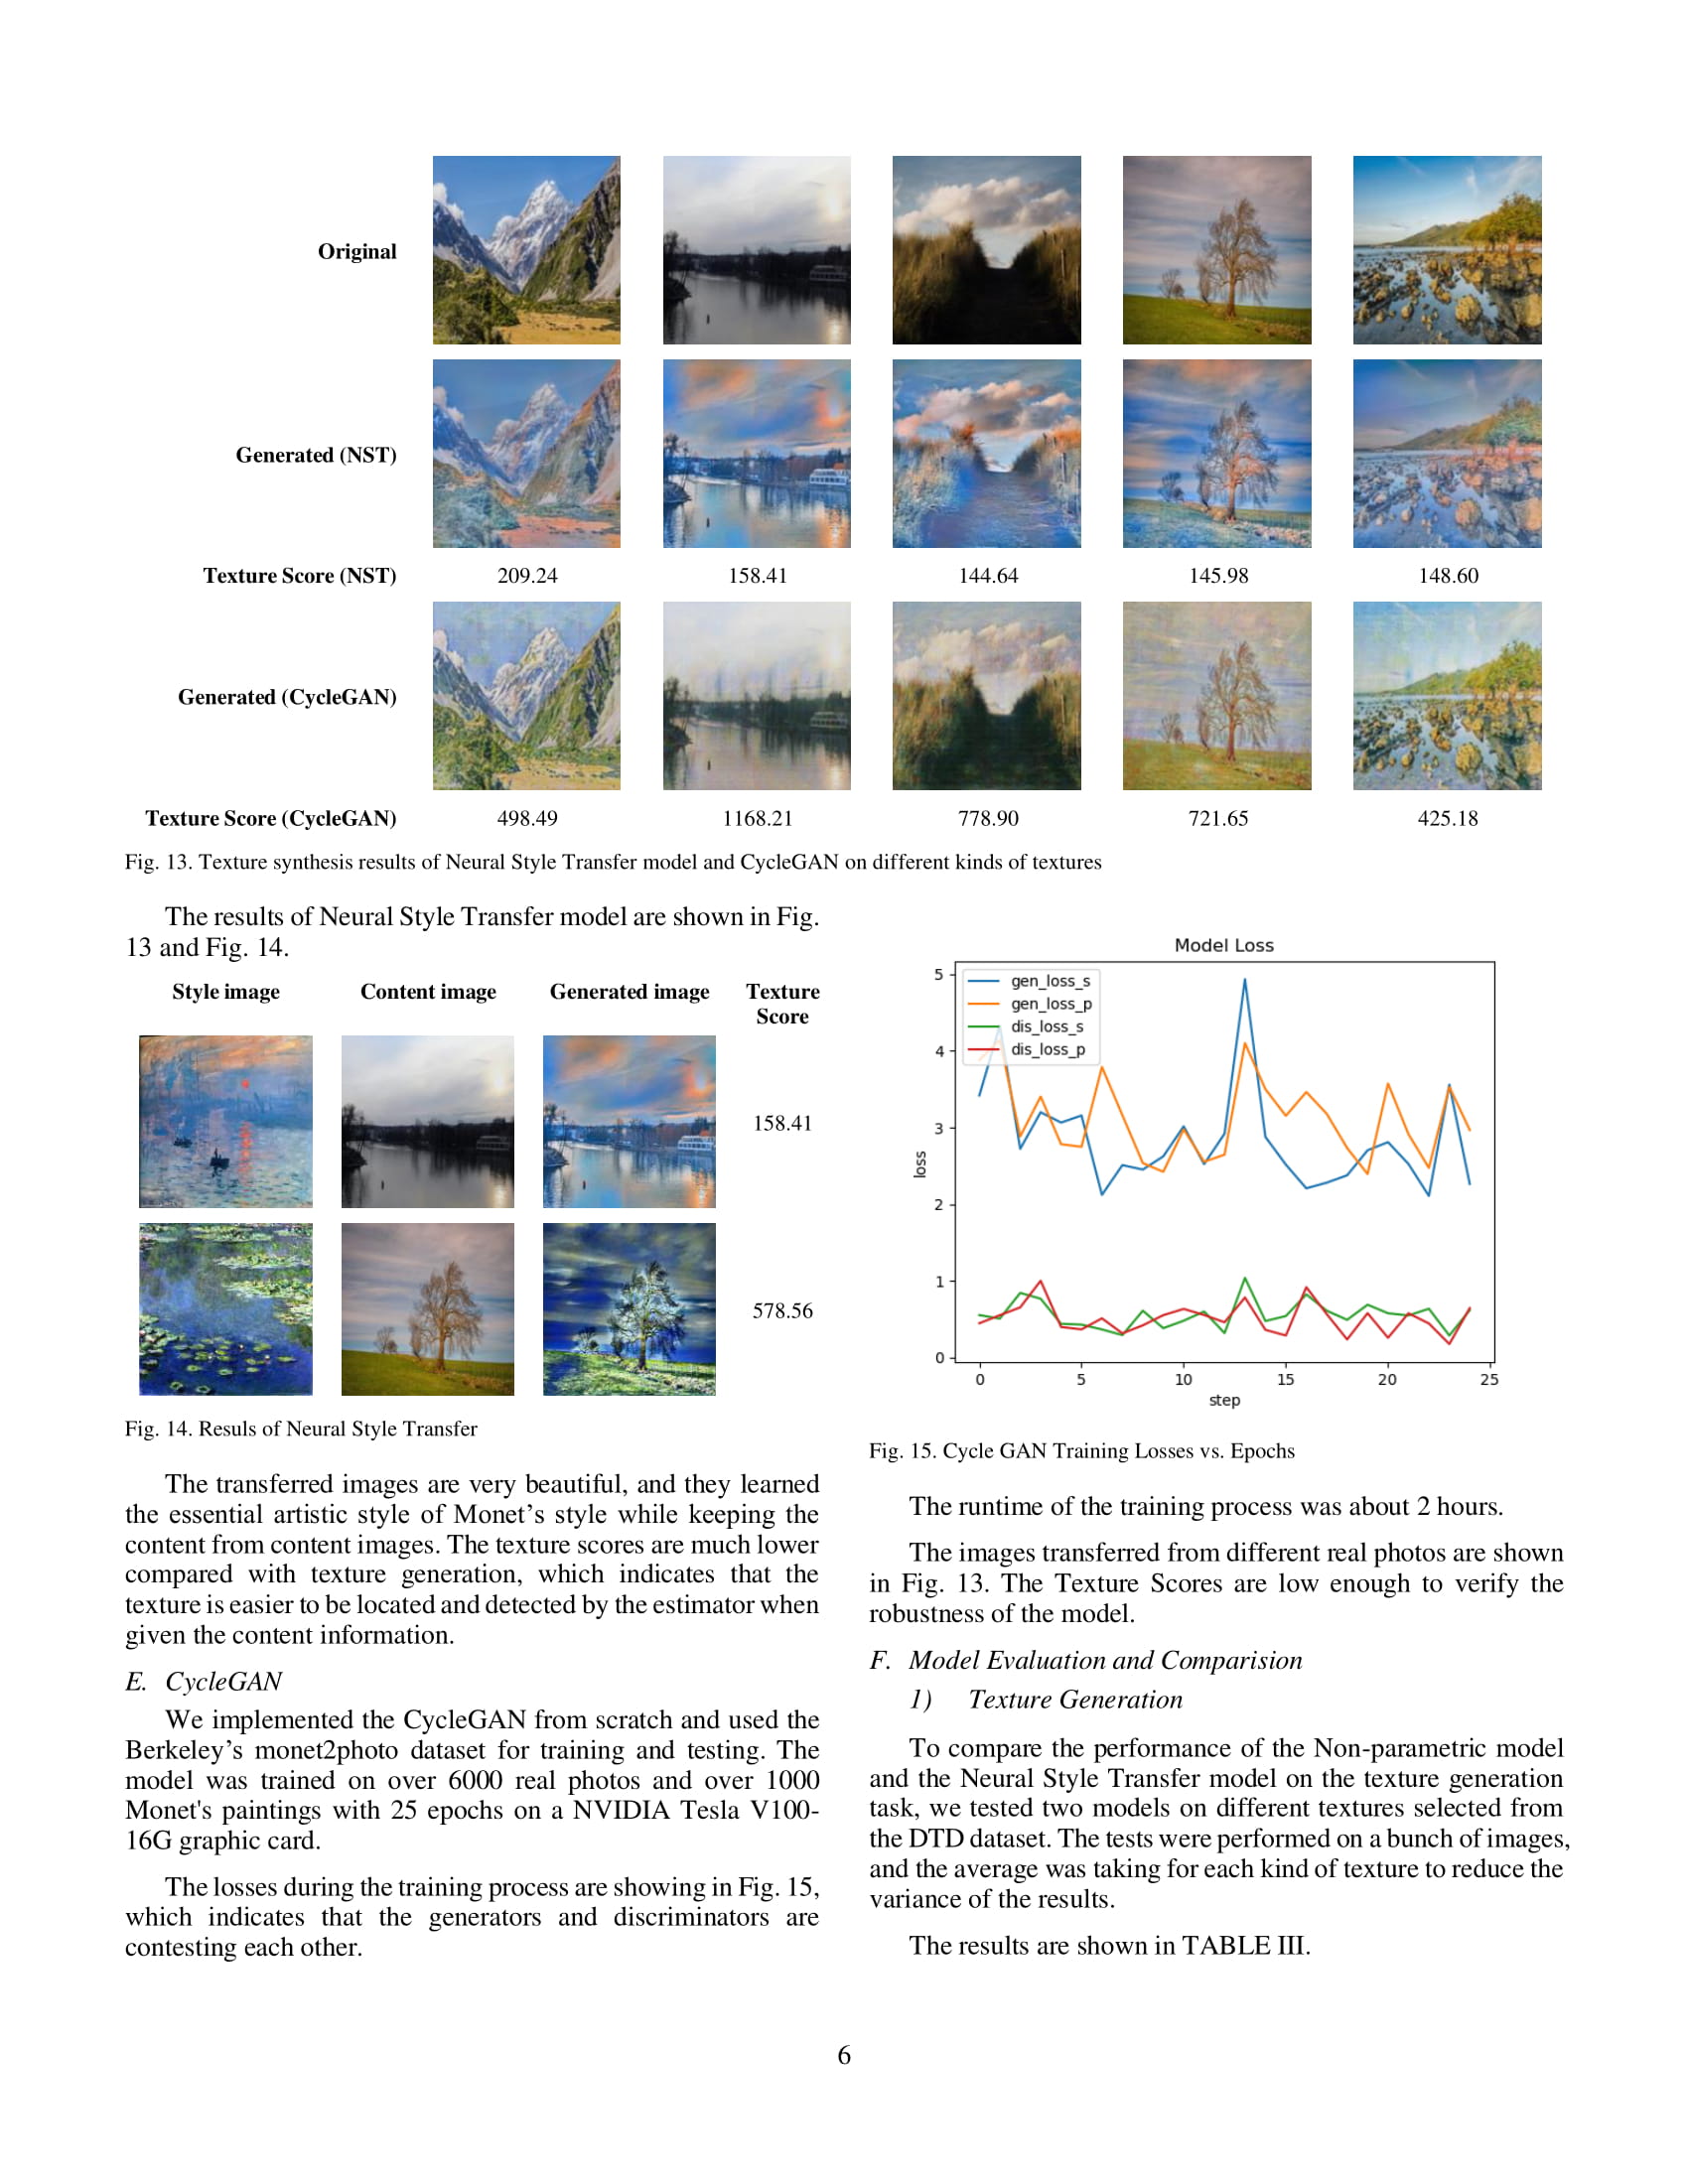 Original
Generated (NST)
Texture Score (NST) 209.24 158.41 144.64 145.98 148.60
Generated (CycleGAN)
Texture Score (CycleGAN) 498.49 1168.21 778.90 721.65 425.18
Fig. 13. Texture synthesis results of Neural Style Transfer model and CycleGAN on different kinds of textures
The results of Neural Style Transfer model are shown in Fig.
13 and Fig. 14.
Style image Content image Generated image Texture
Score
158.41
578.56
Fig. 14. Resuls of Neural Style Transfer
The transferred images are very beautiful, and they learned
the essential artistic style of Monet’s style while keeping the
content from content images. The texture scores are much lower
compared with texture generation, which indicates that the
texture is easier to be located and detected by the estimator when
given the content information.
E. CycleGAN
We implemented the CycleGAN from scratch and used the
Berkeley’s monet2photo dataset for training and testing. The
model was trained on over 6000 real photos and over 1000
Monet's paintings with 25 epochs on a NVIDIA Tesla V100-
16G graphic card.
The losses during the training process are showing in Fig. 15,
which indicates that the generators and discriminators are
contesting each other.
Model Loss
gen_loss_s
gen_loss_p
dis_loss_s
dis_loss_p
5
4
3
2
1
0
loss
0 5 10 15 20 25
step
Fig. 15. Cycle GAN Training Losses vs. Epochs
The runtime of the training process was about 2 hours.
The images transferred from different real photos are shown
in Fig. 13. The Texture Scores are low enough to verify the
robustness of the model.
F. Model Evaluation and Comparision
1) Texture Generation
To compare the performance of the Non-parametric model
and the Neural Style Transfer model on the texture generation
task, we tested two models on different textures selected from
the DTD dataset. The tests were performed on a bunch of images,
and the average was taking for each kind of texture to reduce the
variance of the results.
The results are shown in TABLE III.
6